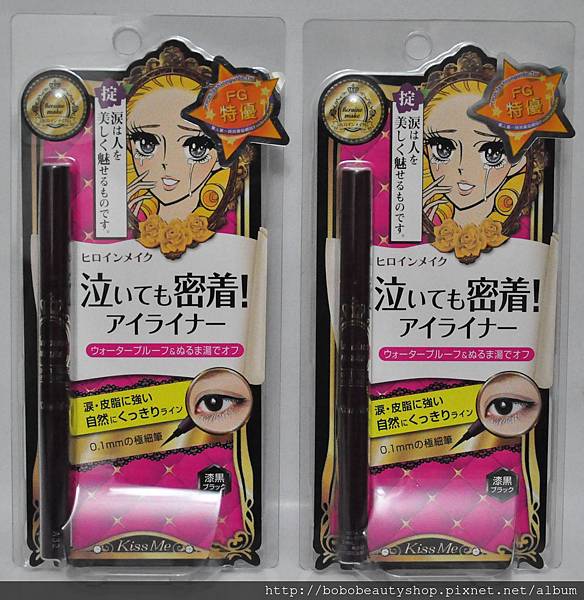 heroine
make
FG
特優
掟
涙は人を
美しく魅せるものです。
ヒロインメイク
泣いても密着!
アイライナー
ウォータープルーフ&ぬるま湯でオフ
涙・皮脂に強い
自然にくっきりライン
0.1mmの極細筆
漆黒
ブラック
KissMe
heroine
make
FG
特優
掟
涙は人を
美しく魅せるものです。
ヒロインメイク
泣いても密着!
アイライナー
ウォータープルーフ&ぬるま湯でオフ
涙・皮脂に強い
自然にくっきりライン
0.1mmの極細筆
漆黒
ブラック
KissMe
http://bobobeautyshop.pixnet.net/album